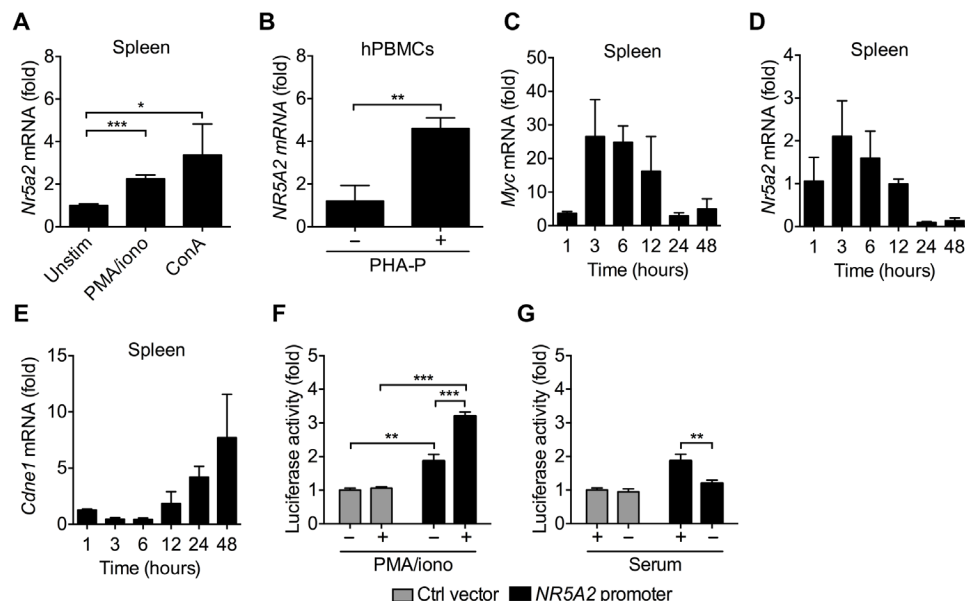 A
Spleen
Nr5a2 mRNA (fold)
8
6
4
2
0
*
***
Unstim
PMA/iono
ConA
B
hPBMCs
NR5A2 mRNA (fold)
8
6
4
2
0
**
– +
PHA-P
C
Spleen
Myc mRNA (fold)
50
40
30
20
10
0
1 3 6 12 24 48
Time (hours)
D
Spleen
Nr5a2 mRNA (fold)
4
3
2
1
0
1 3 6 12 24 48
Time (hours)
E
Spleen
Cdne1 mRNA (fold)
15
10
5
0
1 3 6 12 24 48
Time (hours)
F
Luciferase activity (fold)
5
4
3
2
1
0
***
***
**
– + – +
PMA/iono
G
Luciferase activity (fold)
5
4
3
2
1
0
**
+ – + –
Serum
Ctrl vector NR5A2 promoter